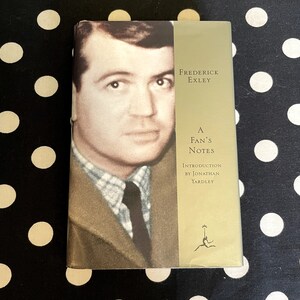 FREDERICK
EXLEY
A
FAN'S
NOTES
INTRODUCTION
BY JONATHAN
YARDLEY